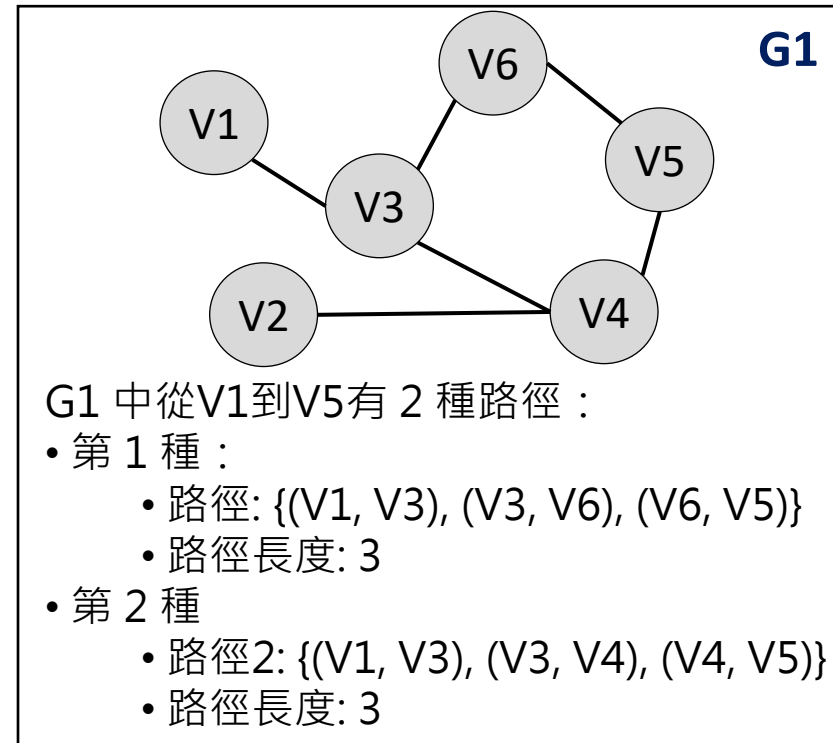 G1
V6
V1
V5
V3
V2
V4
G1 中從V1到V5有 2 種路徑：
• 第 1 種：
• 路徑: {(V1, V3), (V3, V6), (V6, V5)}
• 路徑長度: 3
• 第 2 種
• 路徑2: {(V1, V3), (V3, V4), (V4, V5)}
• 路徑長度: 3